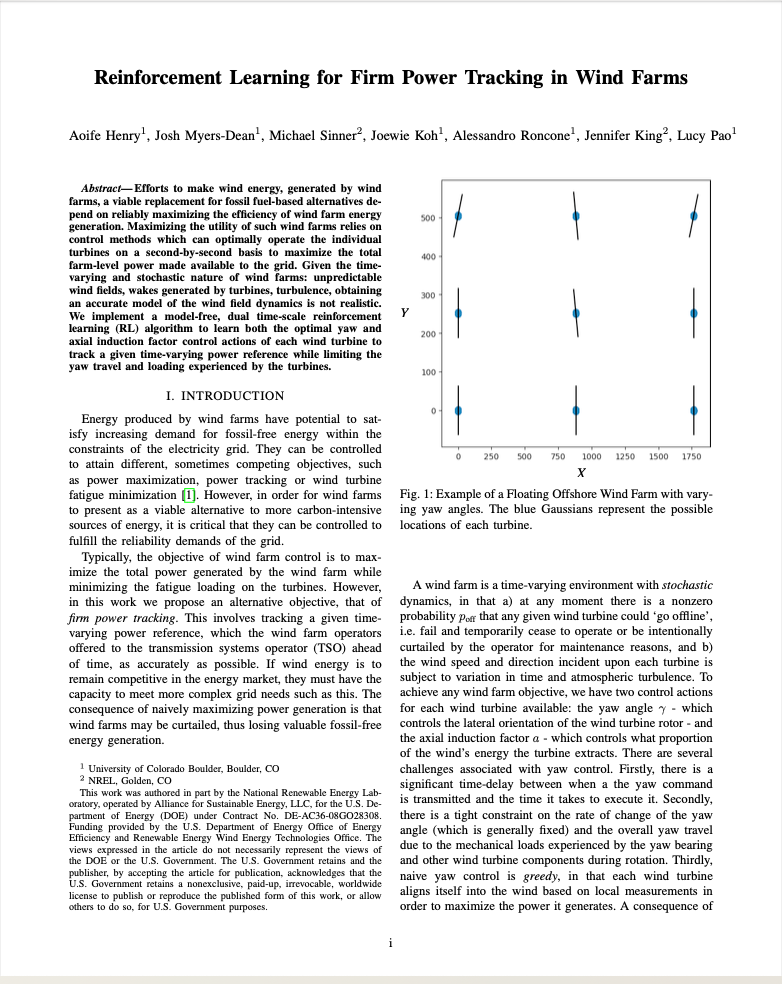 Reinforcement Learning for Firm Power Tracking in Wind Farms
Aoife Henry1, Josh Myers-Dean1, Michael Sinner2, Joewie Koh1, Alessandro Roncone1, Jennifer King2, Lucy Pao1
Abstract—Efforts to make wind energy, generated by wind
farms, a viable replacement for fossil fuel-based alternatives de-
pend on reliably maximizing the efficiency of wind farm energy
generation. Maximizing the utility of such wind farms relies on
control methods which can optimally operate the individual
turbines on a second-by-second basis to maximize the total
farm-level power made available to the grid. Given the time-
varying and stochastic nature of wind farms: unpredictable
wind fields, wakes generated by turbines, turbulence, obtaining
an accurate model of the wind field dynamics is not realistic.
We implement a model-free, dual time-scale reinforcement
learning (RL) algorithm to learn both the optimal yaw and
axial induction factor control actions of each wind turbine to
track a given time-varying power reference while limiting the
yaw travel and loading experienced by the turbines.
I. INTRODUCTION
Energy produced by wind farms have potential to sat-
isfy increasing demand for fossil-free energy within the
constraints of the electricity grid. They can be controlled
to attain different, sometimes competing objectives, such
as power maximization, power tracking or wind turbine
fatigue minimization [1]. However, in order for wind farms
to present as a viable alternative to more carbon-intensive
sources of energy, it is critical that they can be controlled to
fulfill the reliability demands of the grid.
Typically, the objective of wind farm control is to max-
imize the total power generated by the wind farm while
minimizing the fatigue loading on the turbines. However,
in this work we propose an alternative objective, that of
firm power tracking. This involves tracking a given time-
varying power reference, which the wind farm operators
offered to the transmission systems operator (TSO) ahead
of time, as accurately as possible. If wind energy is to
remain competitive in the energy market, they must have the
capacity to meet more complex grid needs such as this. The
consequence of naively maximizing power generation is that
wind farms may be curtailed, thus losing valuable fossil-free
energy generation.
1 University of Colorado Boulder, Boulder, CO
2 NREL, Golden, CO
This work was authored in part by the National Renewable Energy Lab-
oratory, operated by Alliance for Sustainable Energy, LLC, for the U.S. De-
partment of Energy (DOE) under Contract No. DE-AC36-08GO28308.
Funding provided by the U.S. Department of Energy Office of Energy
Efficiency and Renewable Energy Wind Energy Technologies Office. The
views expressed in the article do not necessarily represent the views of
the DOE or the U.S. Government. The U.S. Government retains and the
publisher, by accepting the article for publication, acknowledges that the
U.S. Government retains a nonexclusive, paid-up, irrevocable, worldwide
license to publish or reproduce the published form of this work, or allow
others to do so, for U.S. Government purposes.
500
400
300
Y
200
100
0
0 250 500 750 1000 1250 1500 1750
X
Fig. 1: Example of a Floating Offshore Wind Farm with vary-
ing yaw angles. The blue Gaussians represent the possible
locations of each turbine.
A wind farm is a time-varying environment with stochastic
dynamics, in that a) at any moment there is a nonzero
probability poff that any given wind turbine could ‘go offline’,
i.e. fail and temporarily cease to operate or be intentionally
curtailed by the operator for maintenance reasons, and b)
the wind speed and direction incident upon each turbine is
subject to variation in time and atmospheric turbulence. To
achieve any wind farm objective, we have two control actions
for each wind turbine available: the yaw angle γ - which
controls the lateral orientation of the wind turbine rotor - and
the axial induction factor a - which controls what proportion
of the wind’s energy the turbine extracts. There are several
challenges associated with yaw control. Firstly, there is a
significant time-delay between when a the yaw command
is transmitted and the time it takes to execute it. Secondly,
there is a tight constraint on the rate of change of the yaw
angle (which is generally fixed) and the overall yaw travel
due to the mechanical loads experienced by the yaw bearing
and other wind turbine components during rotation. Thirdly,
naive yaw control is greedy, in that each wind turbine
aligns itself into the wind based on local measurements in
order to maximize the power it generates. A consequence of
i